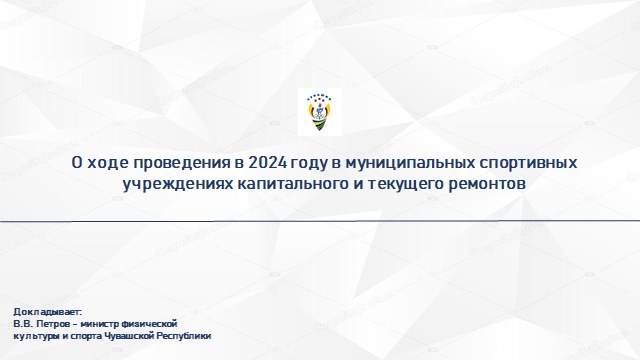 О ходе проведения в 2024 году в муниципальных спортивных
учреждениях капитального и текущего ремонтов
Докладывает:
В.В. Петров – министр физической
культуры и спорта Чувашской Республики